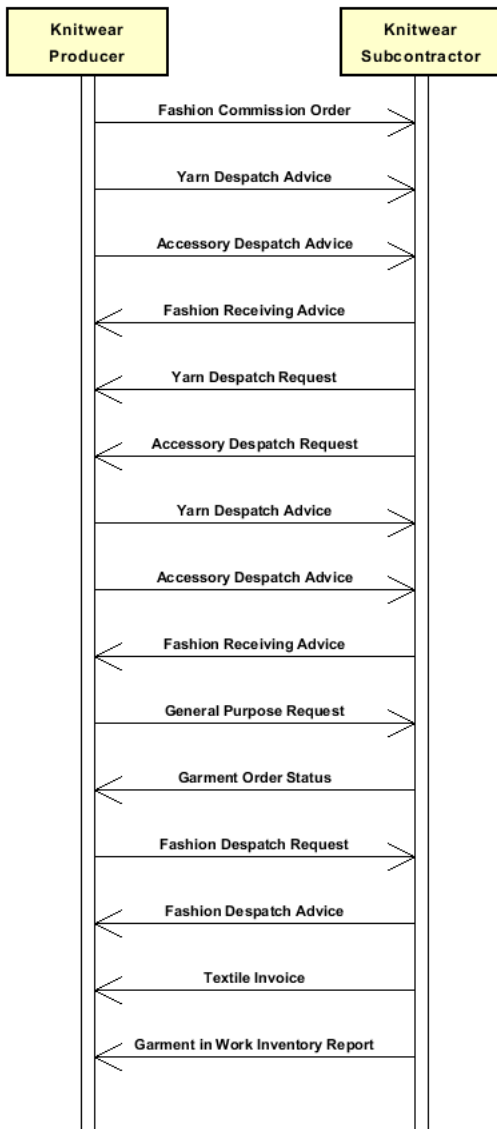 Knitwear
Producer
Knitwear
Subcontractor
Fashion Commission Order
Yarn Despatch Advice
Accessory Despatch Advice
Fashion Receiving Advice
Yarn Despatch Request
Accessory Despatch Request
Yarn Despatch Advice
Accessory Despatch Advice
Fashion Receiving Advice
General Purpose Request
Garment Order Status
Fashion Despatch Request
Fashion Despatch Advice
Textile Invoice
Garment in Work Inventory Report